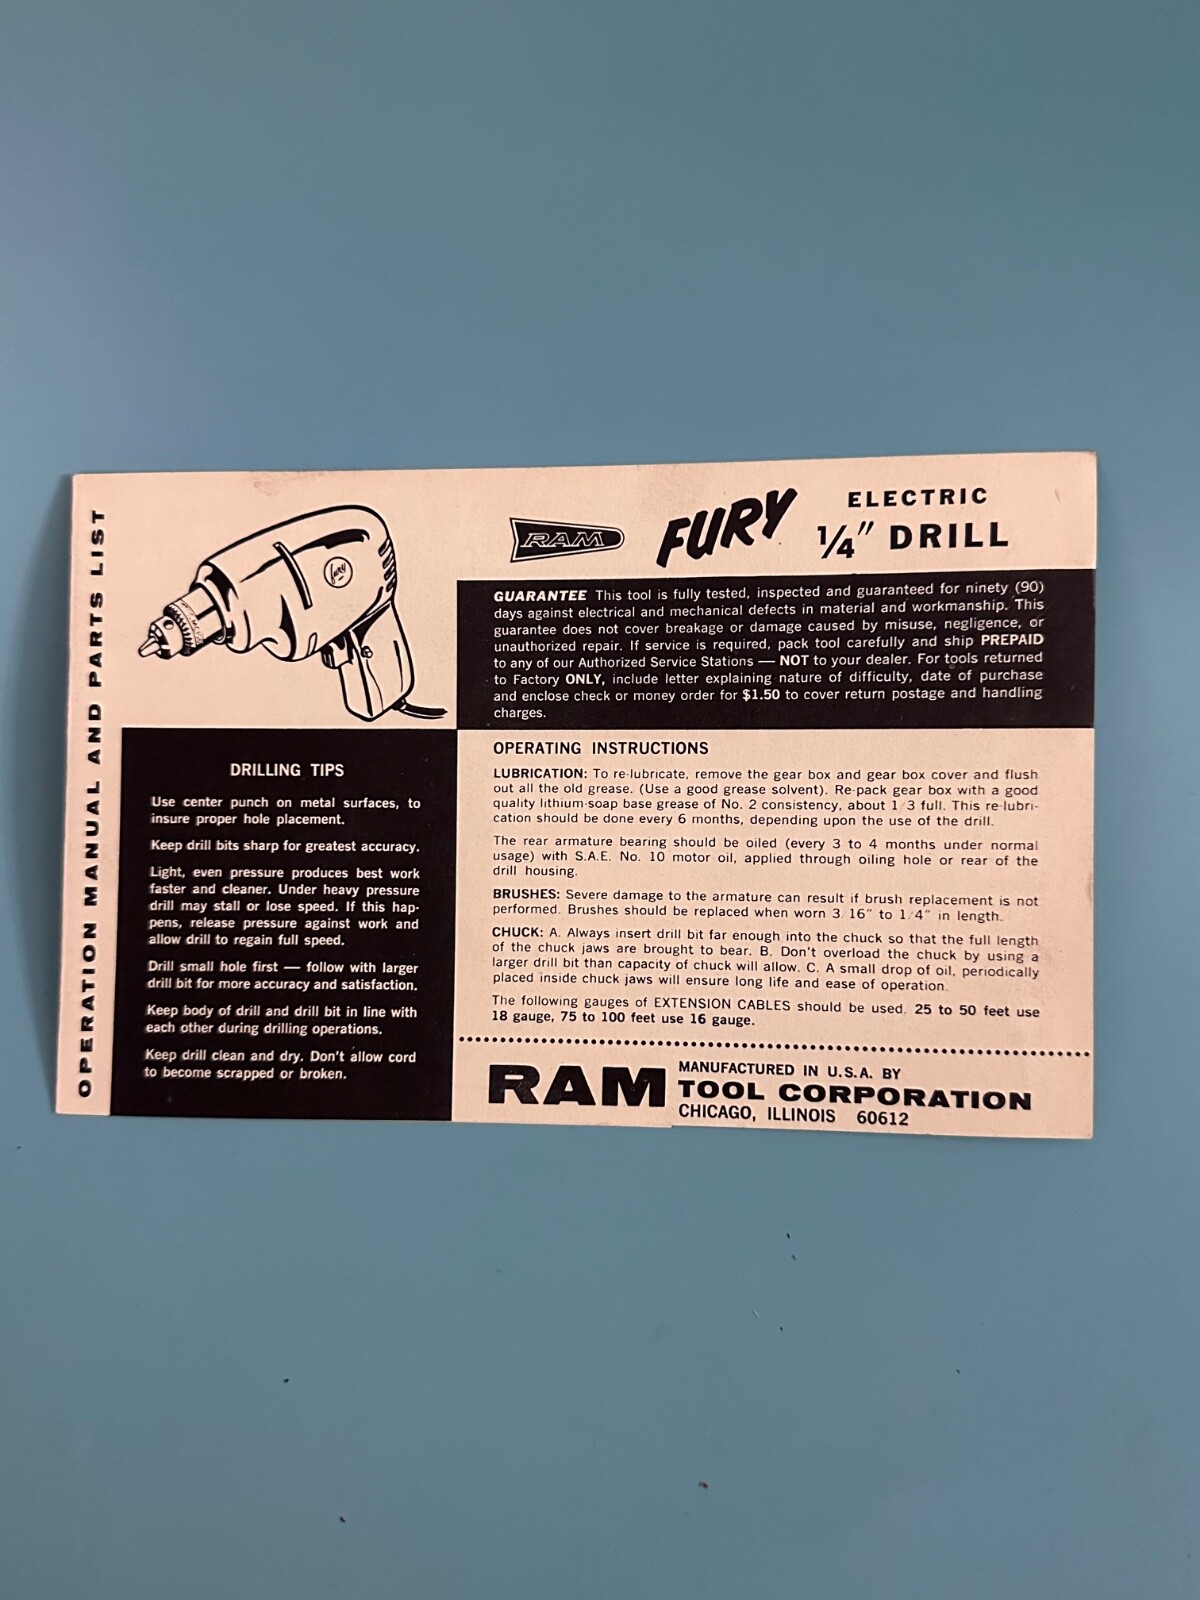 OPERATION MANUAL AND PARTS LIST
fury
RAM
FURY
ELECTRIC
1/4" DRILL
GUARANTEE This tool is fully tested, inspected and guaranteed for ninety (90)
days against electrical and mechanical defects in material and workmanship. This
guarantee does not cover breakage or damage caused by misuse, negligence, or
unauthorized repair. If service is required, pack tool carefully and ship PREPAID
to any of our Authorized Service Stations — NOT to your dealer. For tools returned
to Factory ONLY, include letter explaining nature of difficulty, date of purchase
and enclose check or money order for $1.50 to cover return postage and handling
charges.
DRILLING TIPS
Use center punch on metal surfaces, to
insure proper hole placement.
Keep drill bits sharp for greatest accuracy.
Light, even pressure produces best work
faster and cleaner. Under heavy pressure
drill may stall or lose speed. If this hap-
pens, release pressure against work and
allow drill to regain full speed.
Drill small hole first — follow with larger
drill bit for more accuracy and satisfaction.
Keep body of drill and drill bit in line with
each other during drilling operations.
Keep drill clean and dry. Don't allow cord
to become scrapped or broken.
OPERATING INSTRUCTIONS
LUBRICATION: To re-lubricate, remove the gear box and gear box cover and flush
out all the old grease. (Use a good grease solvent). Re-pack gear box with a good
quality lithium-soap base grease of No. 2 consistency, about 1/3 full. This re-lubri-
cation should be done every 6 months, depending upon the use of the drill.
The rear armature bearing should be oiled (every 3 to 4 months under normal
usage) with S.A.E. No. 10 motor oil, applied through oiling hole or rear of the
drill housing.
BRUSHES: Severe damage to the armature can result if brush replacement is not
performed. Brushes should be replaced when worn 3/16" to 1/4" in length.
CHUCK: A. Always insert drill bit far enough into the chuck so that the full length
of the chuck jaws are brought to bear. B. Don't overload the chuck by using a
larger drill bit than capacity of chuck will allow. C. A small drop of oil, periodically
placed inside chuck jaws will ensure long life and ease of operation.
The following gauges of EXTENSION CABLES should be used. 25 to 50 feet use
18 gauge, 75 to 100 feet use 16 gauge.
RAM
MANUFACTURED IN U.S.A. BY
TOOL CORPORATION
CHICAGO, ILLINOIS 60612